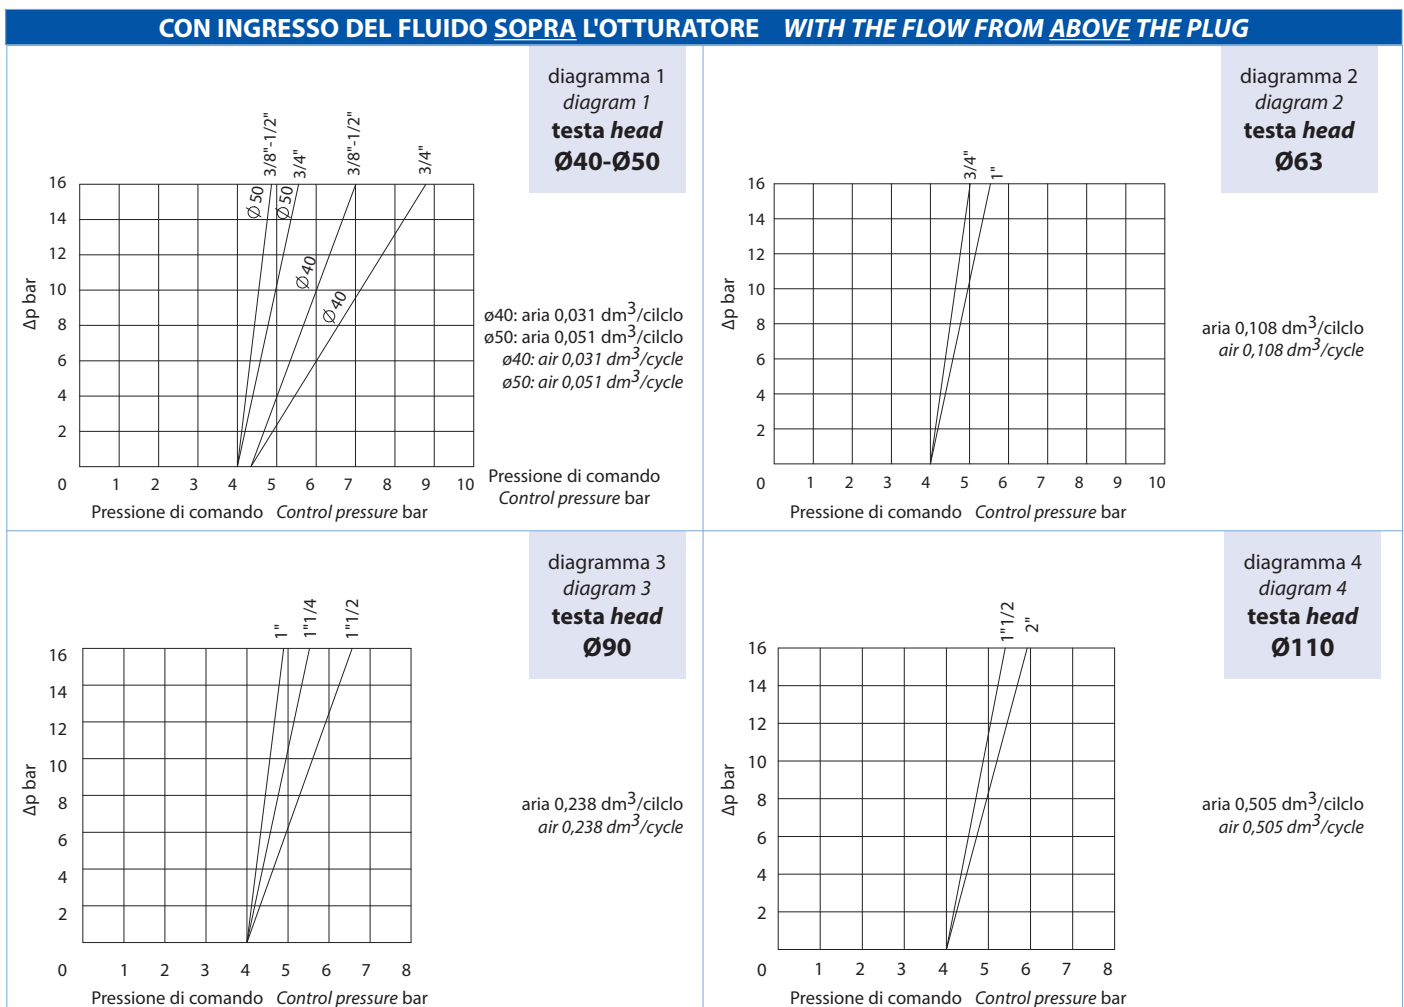 CON INGRESSO DEL FLUIDO SOPRA L'OTTURATORE WITH THE FLOW FROM ABOVE THE PLUG
diagramma 1
diagram 1
testa head
Ø40-Ø50
3/8"-1/2"
3/4"
3/8"-1/2"
3/4"
Ø 50
Ø 50
Ø 40
Ø 40
16
14
12
10
8
6
4
2
Δp bar
0 1 2 3 4 5 6 7 8 9 10
Pressione di comando Control pressure bar
ø40: aria 0,031 dm3/cilclo
ø50: aria 0,051 dm3/cilclo
ø40: air 0,031 dm3/cycle
ø50: air 0,051 dm3/cycle
Pressione di comando
Control pressure bar
diagramma 2
diagram 2
testa head
Ø63
3/4"
1"
16
14
12
10
8
6
4
2
Δp bar
0 1 2 3 4 5 6 7 8 9 10
Pressione di comando Control pressure bar
aria 0,108 dm3/cilclo
air 0,108 dm3/cycle
diagramma 3
diagram 3
testa head
Ø90
1"
1"1/4
1"1/2
16
14
12
10
8
6
4
2
Δp bar
0 1 2 3 4 5 6 7 8
Pressione di comando Control pressure bar
aria 0,238 dm3/cilclo
air 0,238 dm3/cycle
diagramma 4
diagram 4
testa head
Ø110
1"1/2
2"
16
14
12
10
8
6
4
2
Δp bar
0 1 2 3 4 5 6 7 8
Pressione di comando Control pressure bar
aria 0,505 dm3/cilclo
air 0,505 dm3/cycle